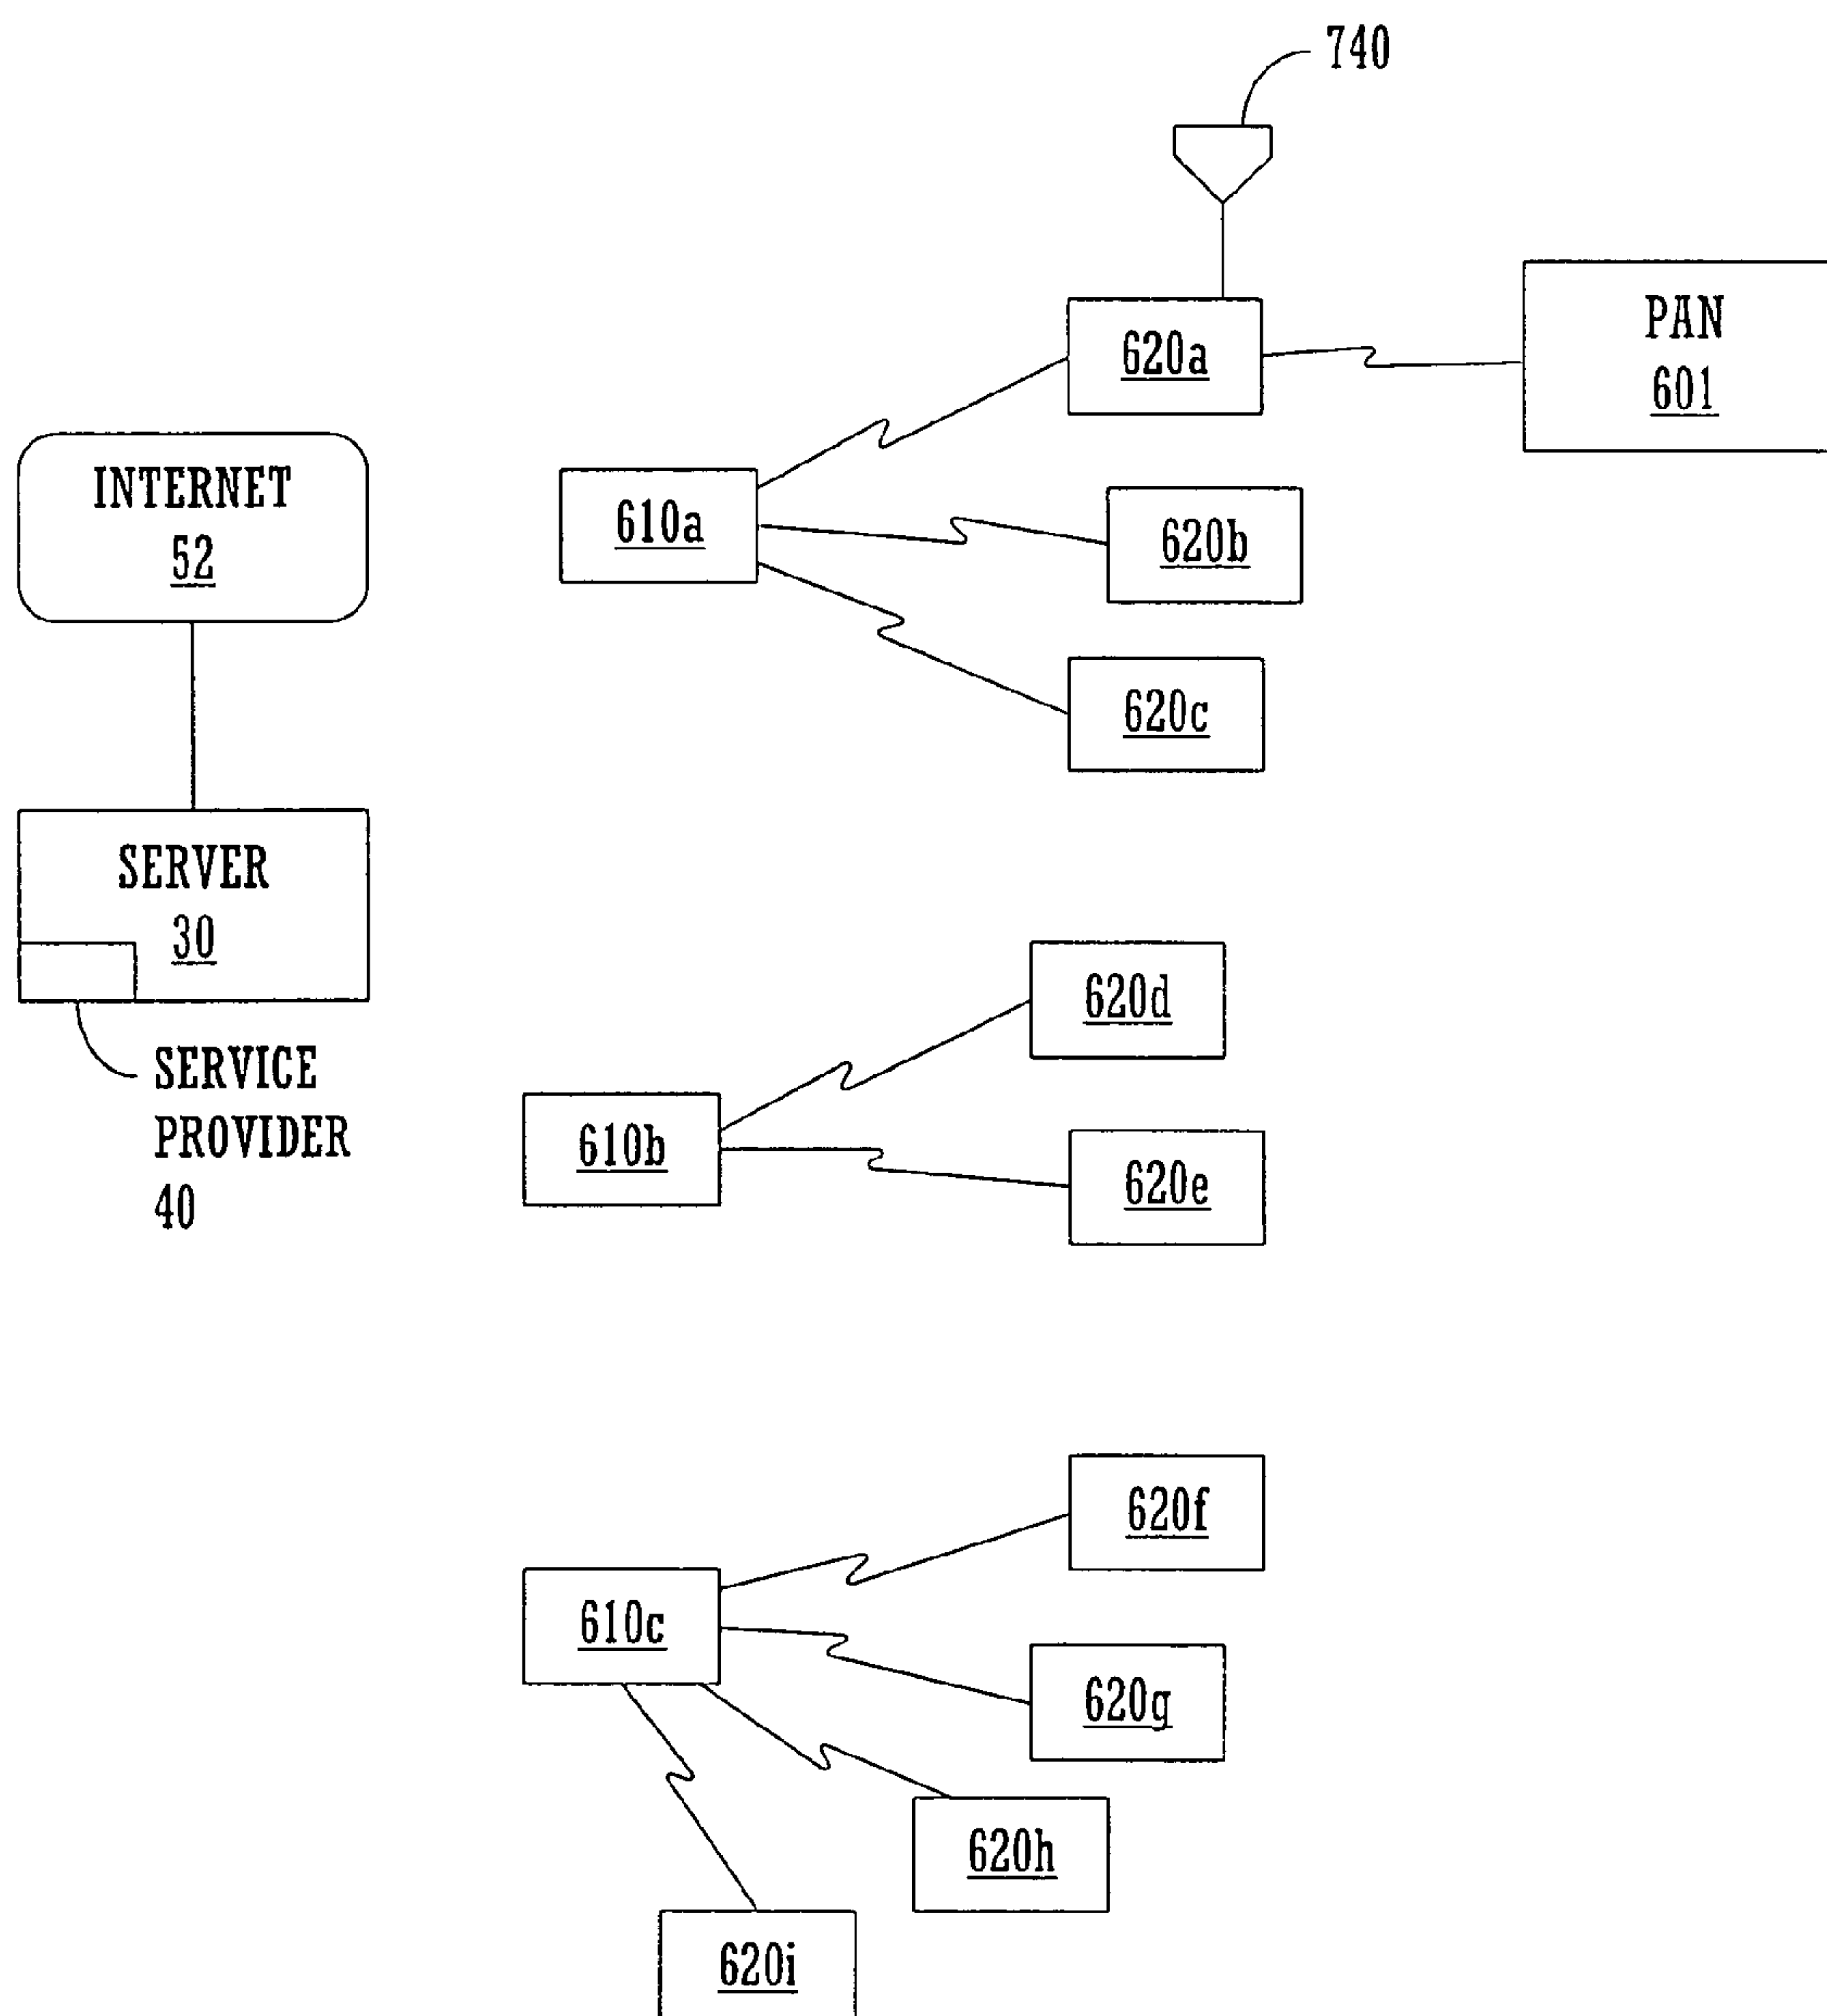 740
PAN
601
620a
INTERNET
52
610a
620b
620c
SERVER
30
SERVICE
PROVIDER
40
620d
610b
620e
620f
610c
620g
620h
620i